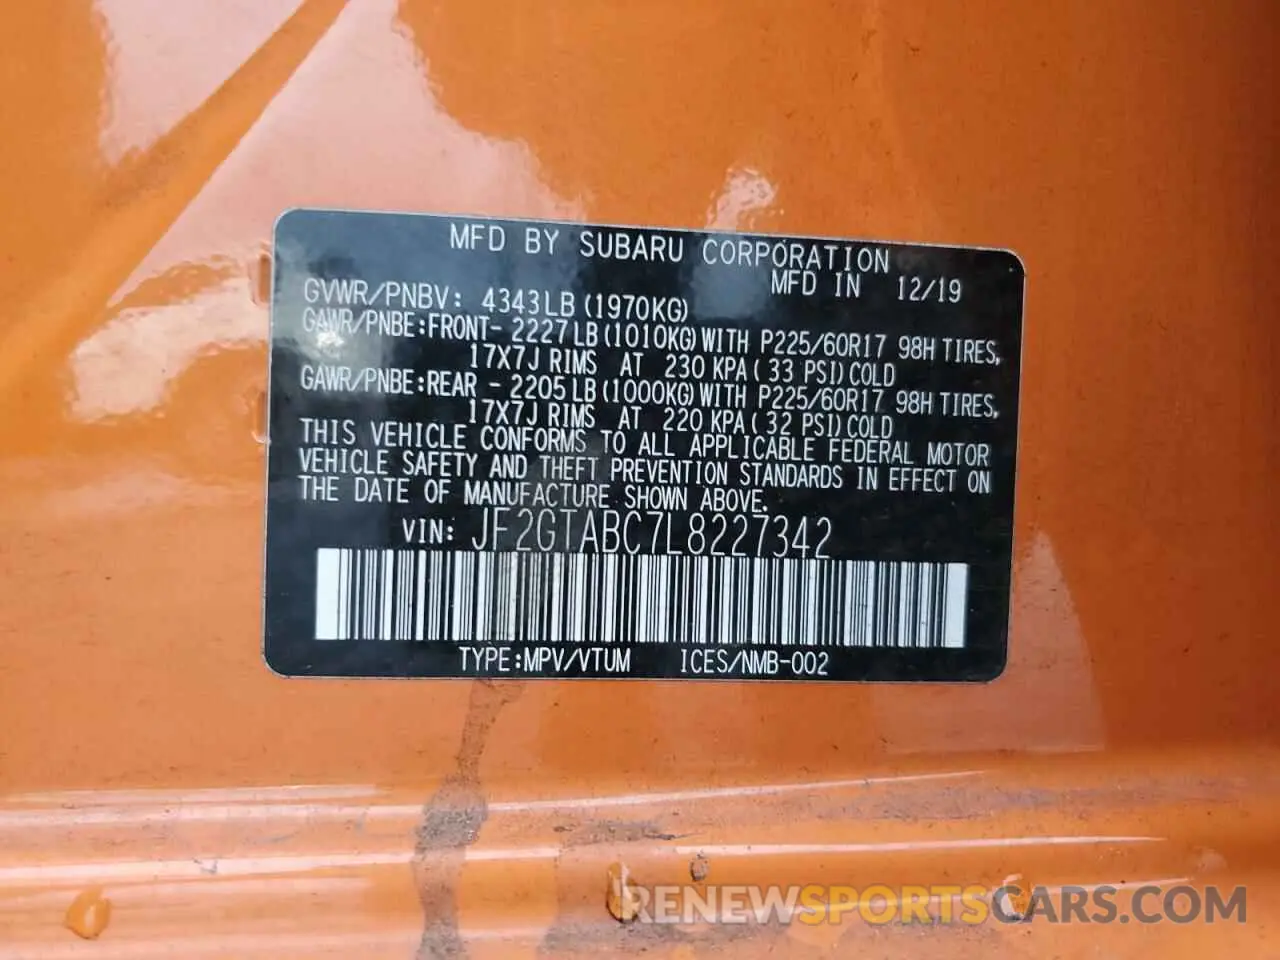 MFD BY SUBARU CORPORATION
MFD IN 12/19
GVWR/PNBV: 4343LB (1970KG)
GAWR/PNBE:FRONT- 2227LB (1010KG) WITH P225/60R17 98H TIRES,
17X7J RIMS AT 230 KPA ( 33 PSI) COLD
GAWR/PNBE:REAR - 2205LB (1000KG) WITH P225/60R17 98H TIRES,
17X7J RIMS AT 220 KPA ( 32 PSI) COLD
THIS VEHICLE CONFORMS TO ALL APPLICABLE FEDERAL MOTOR
VEHICLE SAFETY AND THEFT PREVENTION STANDARDS IN EFFECT ON
THE DATE OF MANUFACTURE SHOWN ABOVE.
VIN: JF2GTABC7L8227342
TYPE:MPV/VTUM ICES/NMB-002
RENEWSPORTSCARS.COM